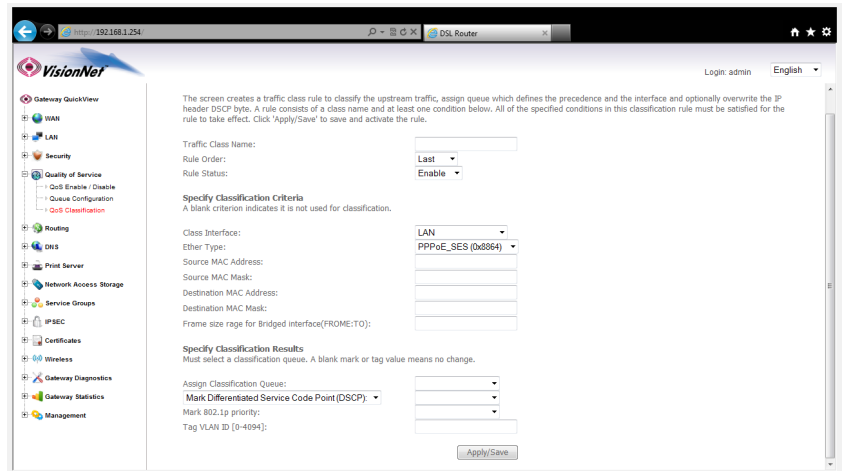 http://192.168.1.254/
DSL Router
VisionNet
Login: admin
English
Gateway QuickView
WAN
LAN
Security
Quality of Service
QoS Enable / Disable
Queue Configuration
QoS Classification
Routing
DNS
Print Server
Network Access Storage
Service Groups
IPSEC
Certificates
Wireless
Gateway Diagnostics
Gateway Statistics
Management
The screen creates a traffic class rule to classify the upstream traffic, assign queue which defines the precedence and the interface and optionally overwrite the IP
header DSCP byte. A rule consists of a class name and at least one condition below. All of the specified conditions in this classification rule must be satisfied for the
rule to take effect. Click 'Apply/Save' to save and activate the rule.
Traffic Class Name:
Rule Order: Last
Rule Status: Enable
Specify Classification Criteria
A blank criterion indicates it is not used for classification.
Class Interface: LAN
Ether Type: PPPoE_SES (0x8864)
Source MAC Address:
Source MAC Mask:
Destination MAC Address:
Destination MAC Mask:
Frame size rage for Bridged interface(FROME:TO):
Specify Classification Results
Must select a classification queue. A blank mark or tag value means no change.
Assign Classification Queue:
Mark Differentiated Service Code Point (DSCP):
Mark 802.1p priority:
Tag VLAN ID [0-4094]:
Apply/Save